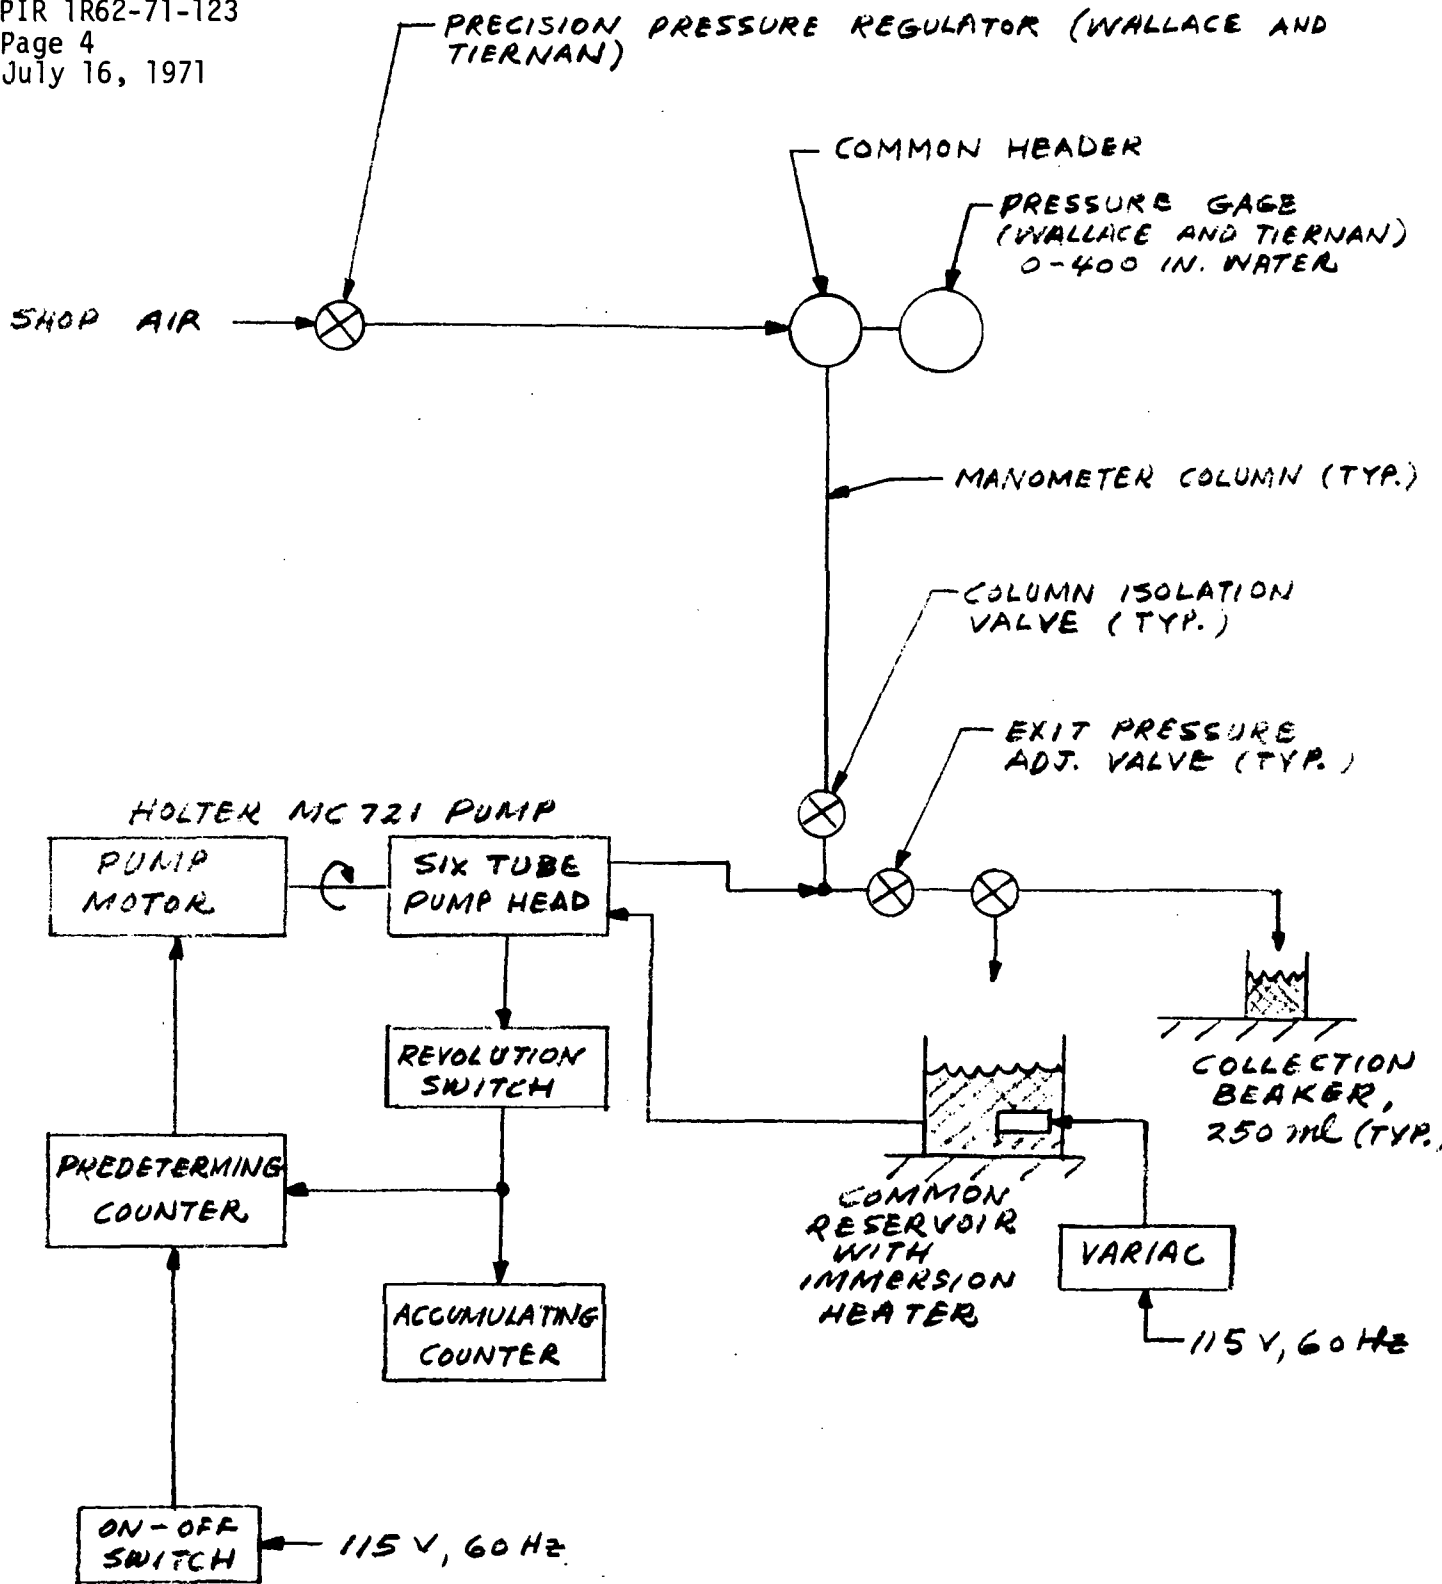 PIR 1R62-71-123
Page 4
July 16, 1971
PRECISION PRESSURE REGULATOR (WALLACE AND
TIERNAN)
COMMON HEADER
PRESSURE GAGE
(WALLACE AND TIERNAN)
0-400 IN. WATER
SHOP AIR
MANOMETER COLUMN (TYP.)
COLUMN ISOLATION
VALVE (TYP.)
EXIT PRESSURE
ADJ. VALVE (TYP.)
HOLTER MC 721 PUMP
PUMP
MOTOR
SIX TUBE
PUMP HEAD
REVOLUTION
SWITCH
COLLECTION
BEAKER,
250 ml (TYP.)
PREDETERMING
COUNTER
COMMON
RESERVOIR
WITH
IMMERSION
HEATER
VARIAC
ACCUMULATING
COUNTER
115 V, 60 Hz
ON-OFF
SWITCH
115 V, 60 Hz